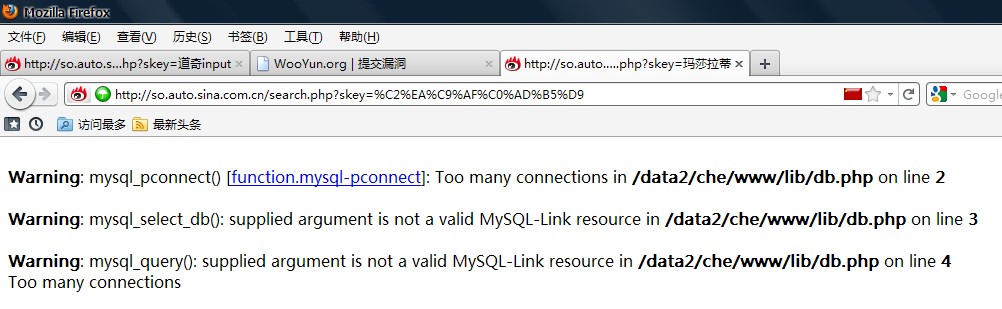 Mozilla Firefox
文件(F) 编辑(E) 查看(V) 历史(S) 书签(B) 工具(T) 帮助(H)
http://so.auto.s...hp?skey=道奇input WooYun.org | 提交漏洞 http://so.auto.....php?skey=玛莎拉蒂
http://so.auto.sina.com.cn/search.php?skey=%C2%EA%C9%AF%C0%AD%B5%D9 Google
访问最多 最新头条
Warning: mysql_pconnect() [function.mysql-pconnect]: Too many connections in /data2/che/www/lib/db.php on line 2
Warning: mysql_select_db(): supplied argument is not a valid MySQL-Link resource in /data2/che/www/lib/db.php on line 3
Warning: mysql_query(): supplied argument is not a valid MySQL-Link resource in /data2/che/www/lib/db.php on line 4
Too many connections